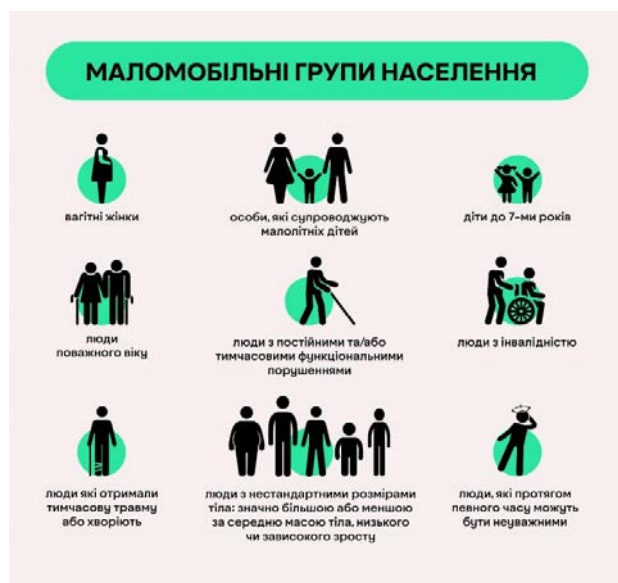 МАЛОМОБІЛЬНІ ГРУПИ НАСЕЛЕННЯ
вагітні жінки
особи, які супроводжують
малолітніх дітей
діти до 7-ми років
люди
поважного віку
люди з постійними та/або
тимчасовими функціональними
порушеннями
люди з інвалідністю
люди які отримали
тимчасову травму
або хворіють
люди з нестандартними розмірами
тіла: значно більшою або меншою
за середню масою тіла, низького
чи зависокого зросту
люди, які протягом
певного часу можуть
бути неуважними